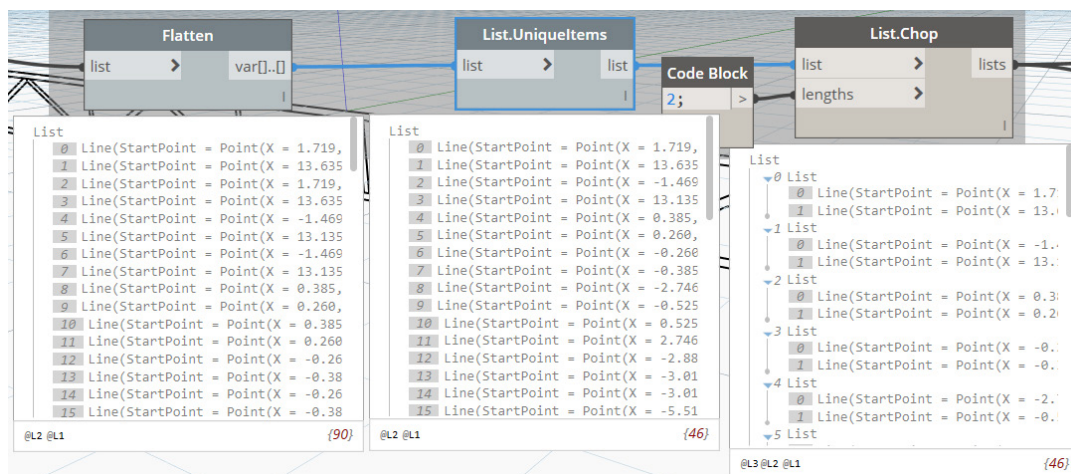 Flatten
list > var[]..[]
l
List
0 Line(StartPoint = Point(X = 1.719,
1 Line(StartPoint = Point(X = 13.635
2 Line(StartPoint = Point(X = 1.719,
3 Line(StartPoint = Point(X = 13.635
4 Line(StartPoint = Point(X = -1.469
5 Line(StartPoint = Point(X = 13.135
6 Line(StartPoint = Point(X = -1.469
7 Line(StartPoint = Point(X = 13.135
8 Line(StartPoint = Point(X = 0.385,
9 Line(StartPoint = Point(X = 0.260,
10 Line(StartPoint = Point(X = 0.385
11 Line(StartPoint = Point(X = 0.260
12 Line(StartPoint = Point(X = -0.26
13 Line(StartPoint = Point(X = -0.38
14 Line(StartPoint = Point(X = -0.26
15 Line(StartPoint = Point(X = -0.38
@L2 @L1 {90}
List.UniqueItems
list > list
l
List
0 Line(StartPoint = Point(X = 1.719,
1 Line(StartPoint = Point(X = 13.635
2 Line(StartPoint = Point(X = -1.469
3 Line(StartPoint = Point(X = 13.135
4 Line(StartPoint = Point(X = 0.385,
5 Line(StartPoint = Point(X = 0.260,
6 Line(StartPoint = Point(X = -0.260
7 Line(StartPoint = Point(X = -0.385
8 Line(StartPoint = Point(X = -2.746
9 Line(StartPoint = Point(X = -0.525
10 Line(StartPoint = Point(X = 0.525
11 Line(StartPoint = Point(X = 2.746
12 Line(StartPoint = Point(X = -2.88
13 Line(StartPoint = Point(X = -3.01
14 Line(StartPoint = Point(X = -3.01
15 Line(StartPoint = Point(X = -5.51
@L2 @L1 {46}
Code Block
2; >
List.Chop
list > lists
lengths >
l
List
0 List
0 Line(StartPoint = Point(X = 1.7
1 Line(StartPoint = Point(X = 13.
1 List
0 Line(StartPoint = Point(X = -1.
1 Line(StartPoint = Point(X = 13.
2 List
0 Line(StartPoint = Point(X = 0.3
1 Line(StartPoint = Point(X = 0.2
3 List
0 Line(StartPoint = Point(X = -0.
1 Line(StartPoint = Point(X = -0.
4 List
0 Line(StartPoint = Point(X = -2.
1 Line(StartPoint = Point(X = -0.
5 List
@L3 @L2 @L1 {46}